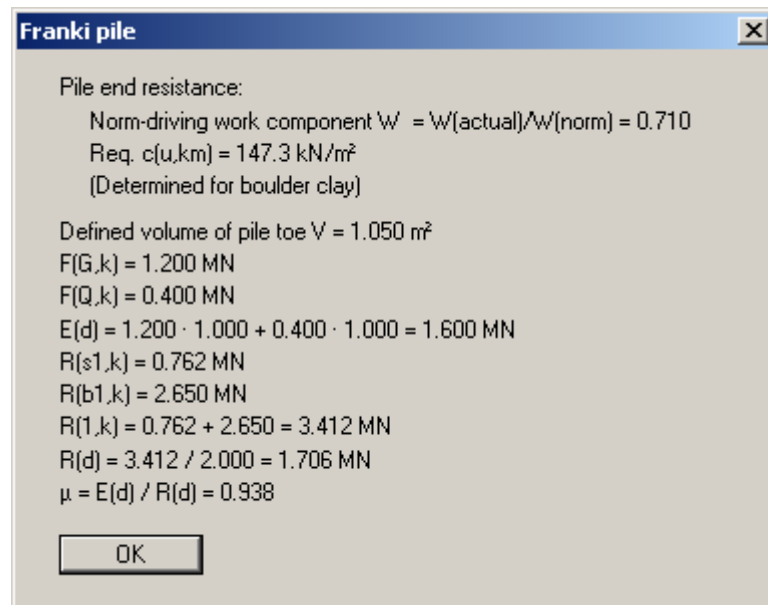 Franki pile
Pile end resistance:
Norm-driving work component W = W(actual)/W(norm) = 0.710
Req. c(u,km) = 147.3 kN/m²
(Determined for boulder clay)
Defined volume of pile toe V = 1.050 m²
F(G,k) = 1.200 MN
F(Q,k) = 0.400 MN
E(d) = 1.200 · 1.000 + 0.400 · 1.000 = 1.600 MN
R(s1,k) = 0.762 MN
R(b1,k) = 2.650 MN
R(1,k) = 0.762 + 2.650 = 3.412 MN
R(d) = 3.412 / 2.000 = 1.706 MN
μ = E(d) / R(d) = 0.938
OK